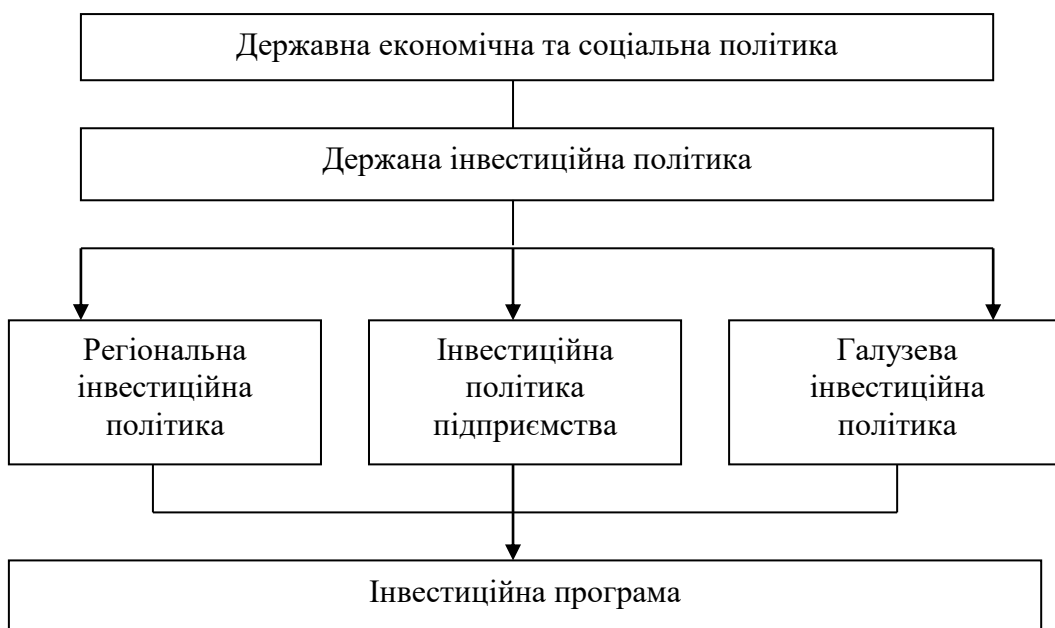 Державна економічна та соціальна політика
Держана інвестиційна політика
Регіональна
інвестиційна
політика
Інвестиційна
політика
підприємства
Галузева
інвестиційна
політика
Інвестиційна програма